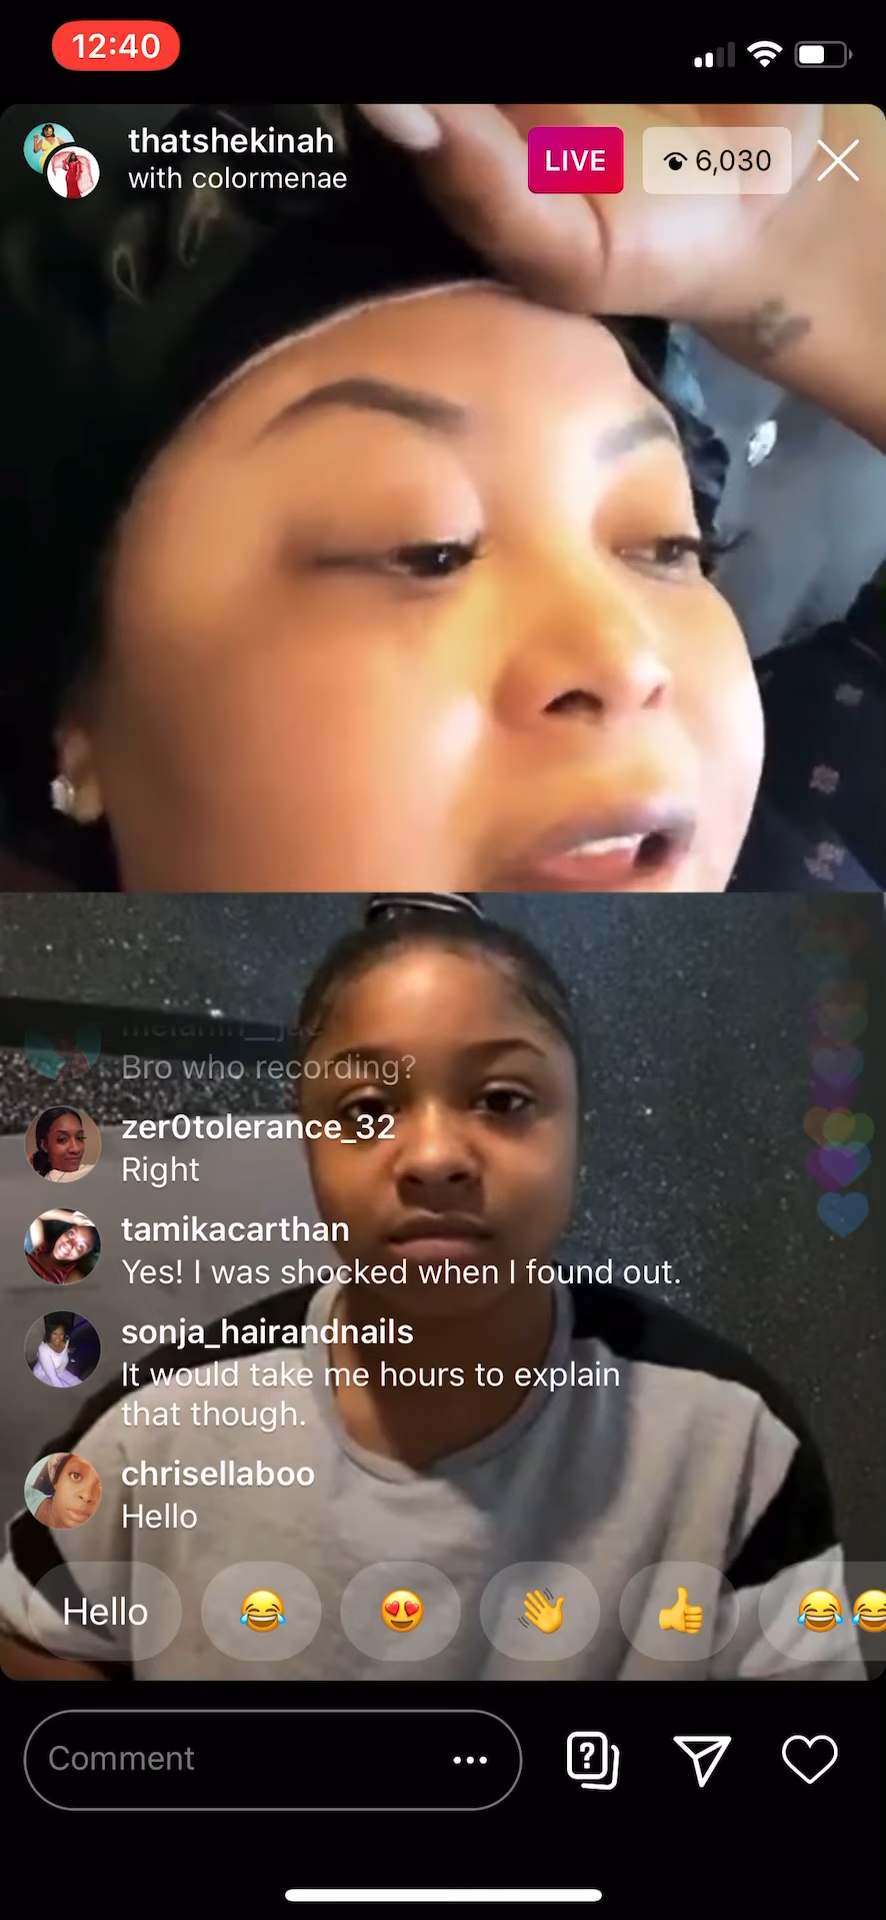 12:40
thatshekinah
with colormenae
LIVE
6,030
Bro who recording?
zer0tolerance_32
Right
tamikacarthan
Yes! I was shocked when I found out.
sonja_hairandnails
It would take me hours to explain
that though.
chrisellaboo
Hello
Hello
Comment